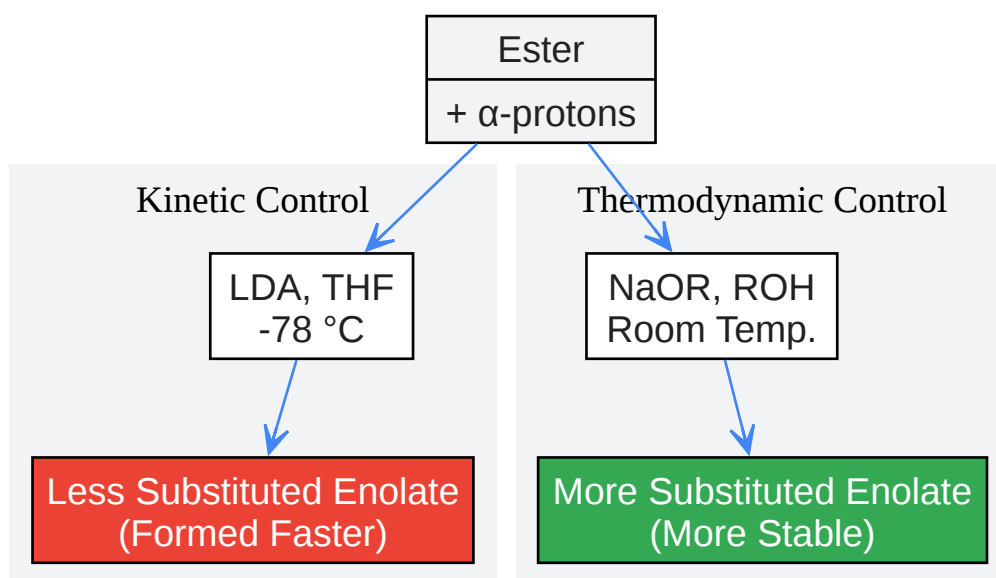 Ester
+ α-protons
Kinetic Control
Thermodynamic Control
LDA, THF
-78 °C
NaOR, ROH
Room Temp.
Less Substituted Enolate
(Formed Faster)
More Substituted Enolate
(More Stable)